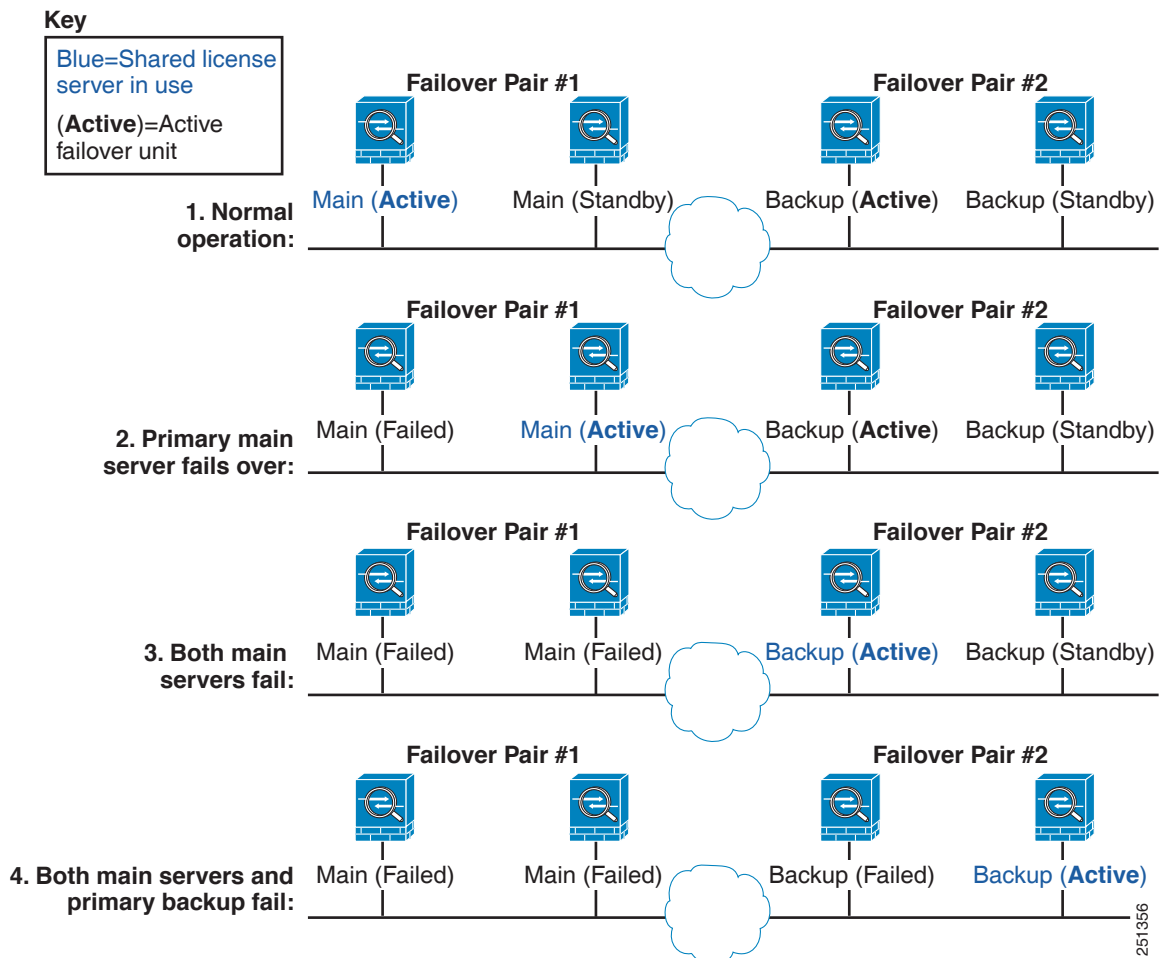 Key
Blue=Shared license
server in use
(Active)=Active
failover unit
Failover Pair #1
Failover Pair #2
1. Normal
operation:
Main (Active)
Main (Standby)
Backup (Active)
Backup (Standby)
Failover Pair #1
Failover Pair #2
2. Primary main
server fails over:
Main (Failed)
Main (Active)
Backup (Active)
Backup (Standby)
Failover Pair #1
Failover Pair #2
3. Both main
servers fail:
Main (Failed)
Main (Failed)
Backup (Active)
Backup (Standby)
Failover Pair #1
Failover Pair #2
4. Both main servers and
primary backup fail:
Main (Failed)
Main (Failed)
Backup (Failed)
Backup (Active)
251356